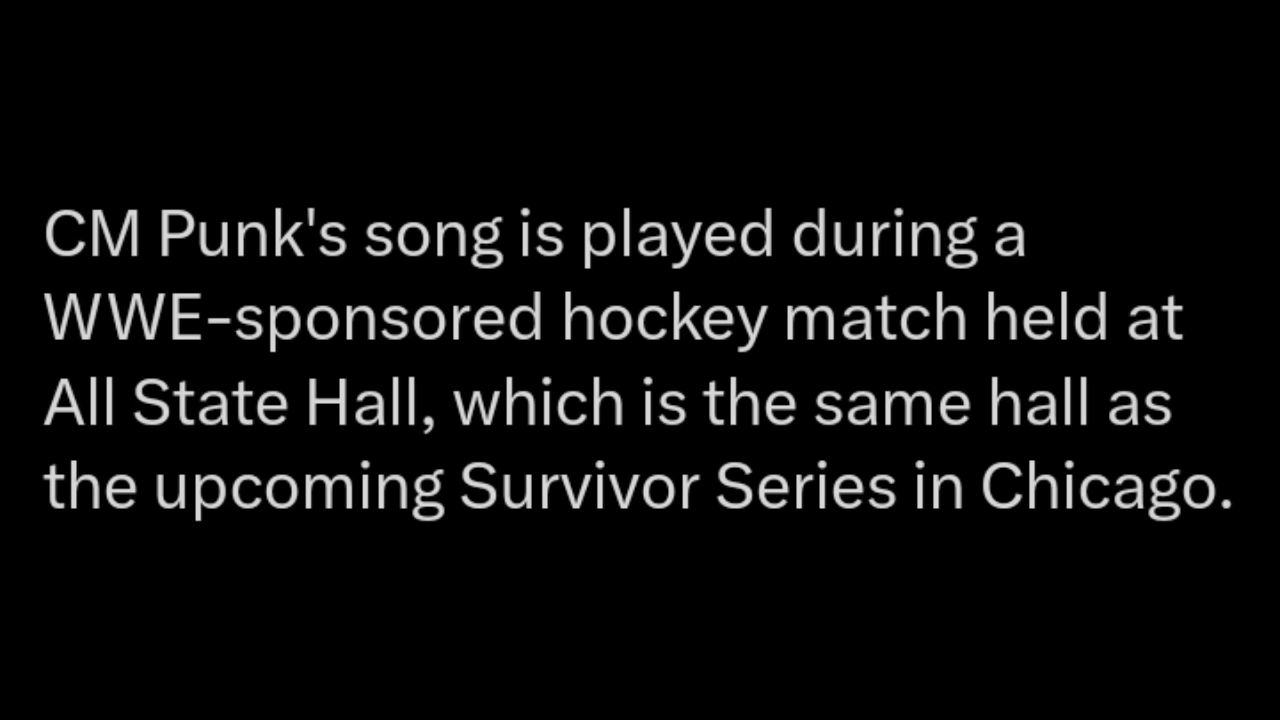 CM Punk's song is played during a
WWE-sponsored hockey match held at
All State Hall, which is the same hall as
the upcoming Survivor Series in Chicago.